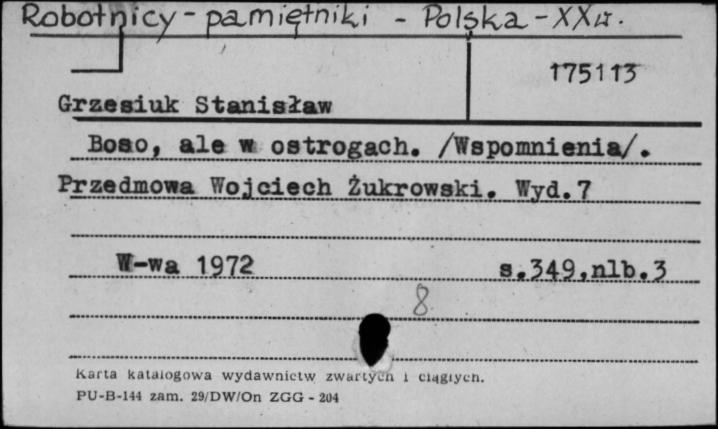 Robotnicy - pamiętniki - Polska - XX w.
175113
Grzesiuk Stanisław
Boso, ale w ostrogach. /Wspomnienia/.
Przedmowa Wojciech Żukrowski. Wyd.7
W-wa 1972 s.349,nlb.3
8
Karta katalogowa wydawnictw zwartych i ciągłych.
PU-B-144 zam. 29/DW/On ZGG - 204